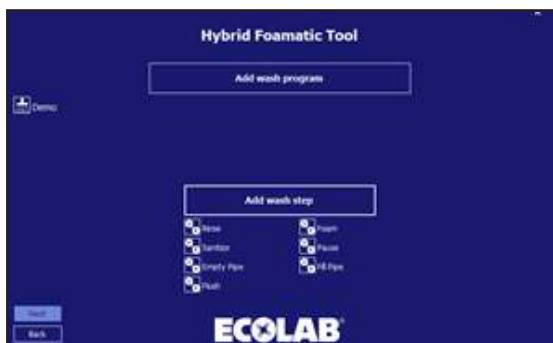 Hybrid Foamatic Tool
Add wash program
Demo
Add wash step
Rinse Foam
Sanitize Pause
Empty Pipe Fill Pipe
Flush
Next
Back
ECOLAB